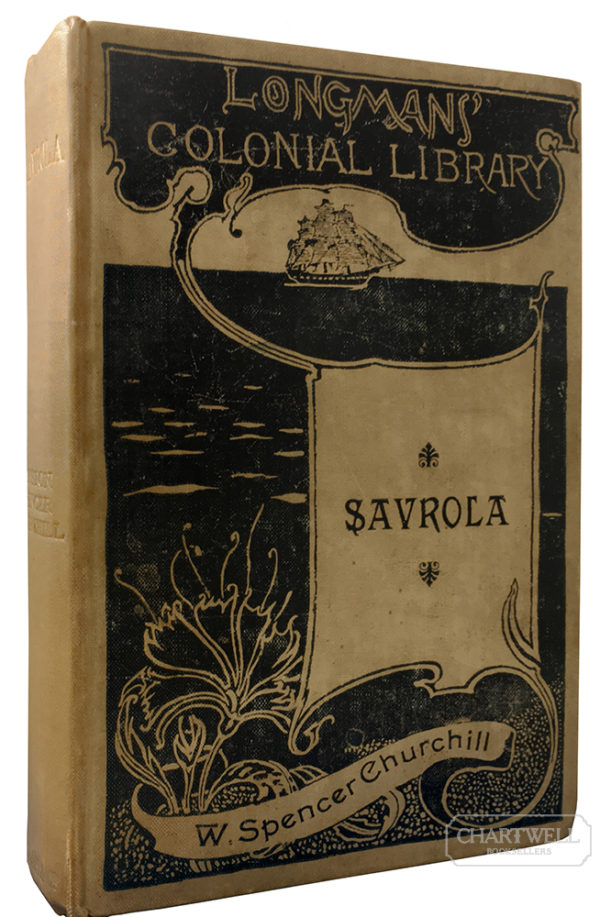 LONGMANS'
COLONIAL LIBRARY
SAVROLA
W. Spencer Churchill
CHARTWELL
BOOKSELLERS